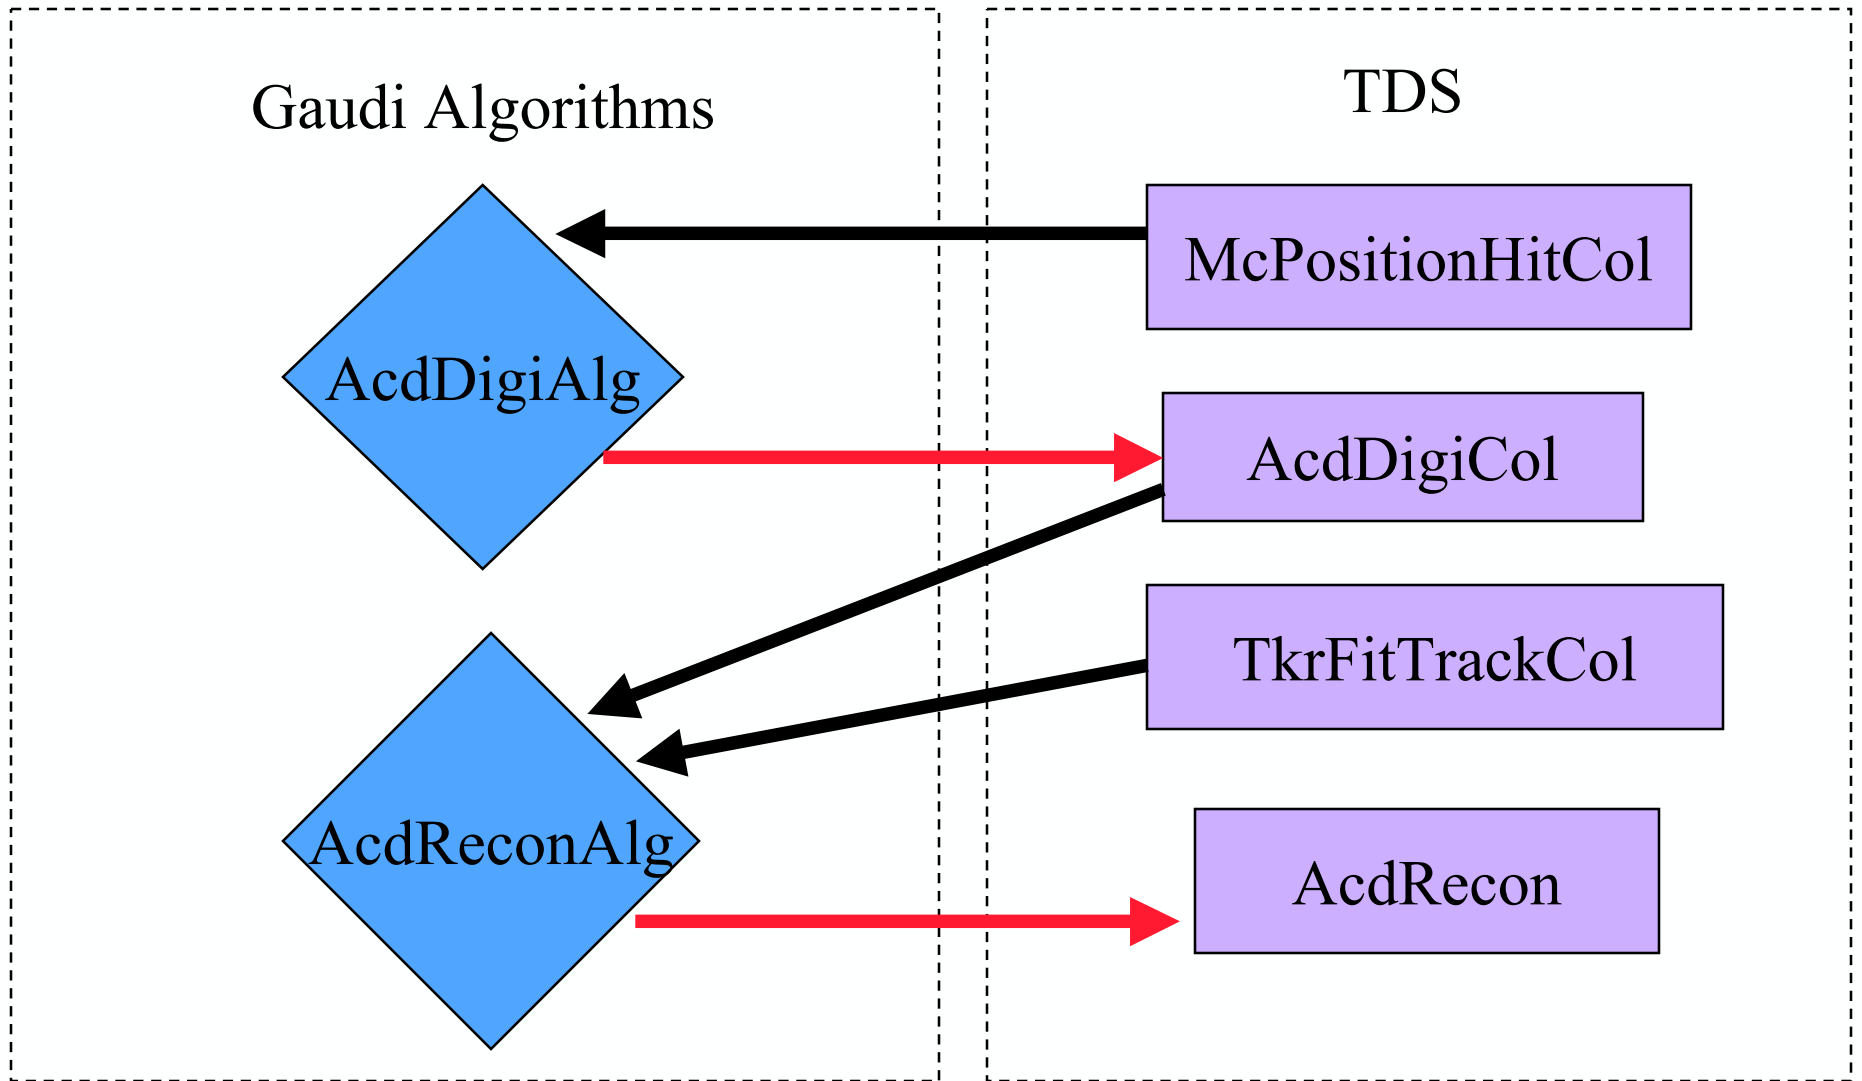 Gaudi Algorithms
TDS
McPositionHitCol
AcdDigiAlg
AcdDigiCol
TkrFitTrackCol
AcdReconAlg
AcdRecon